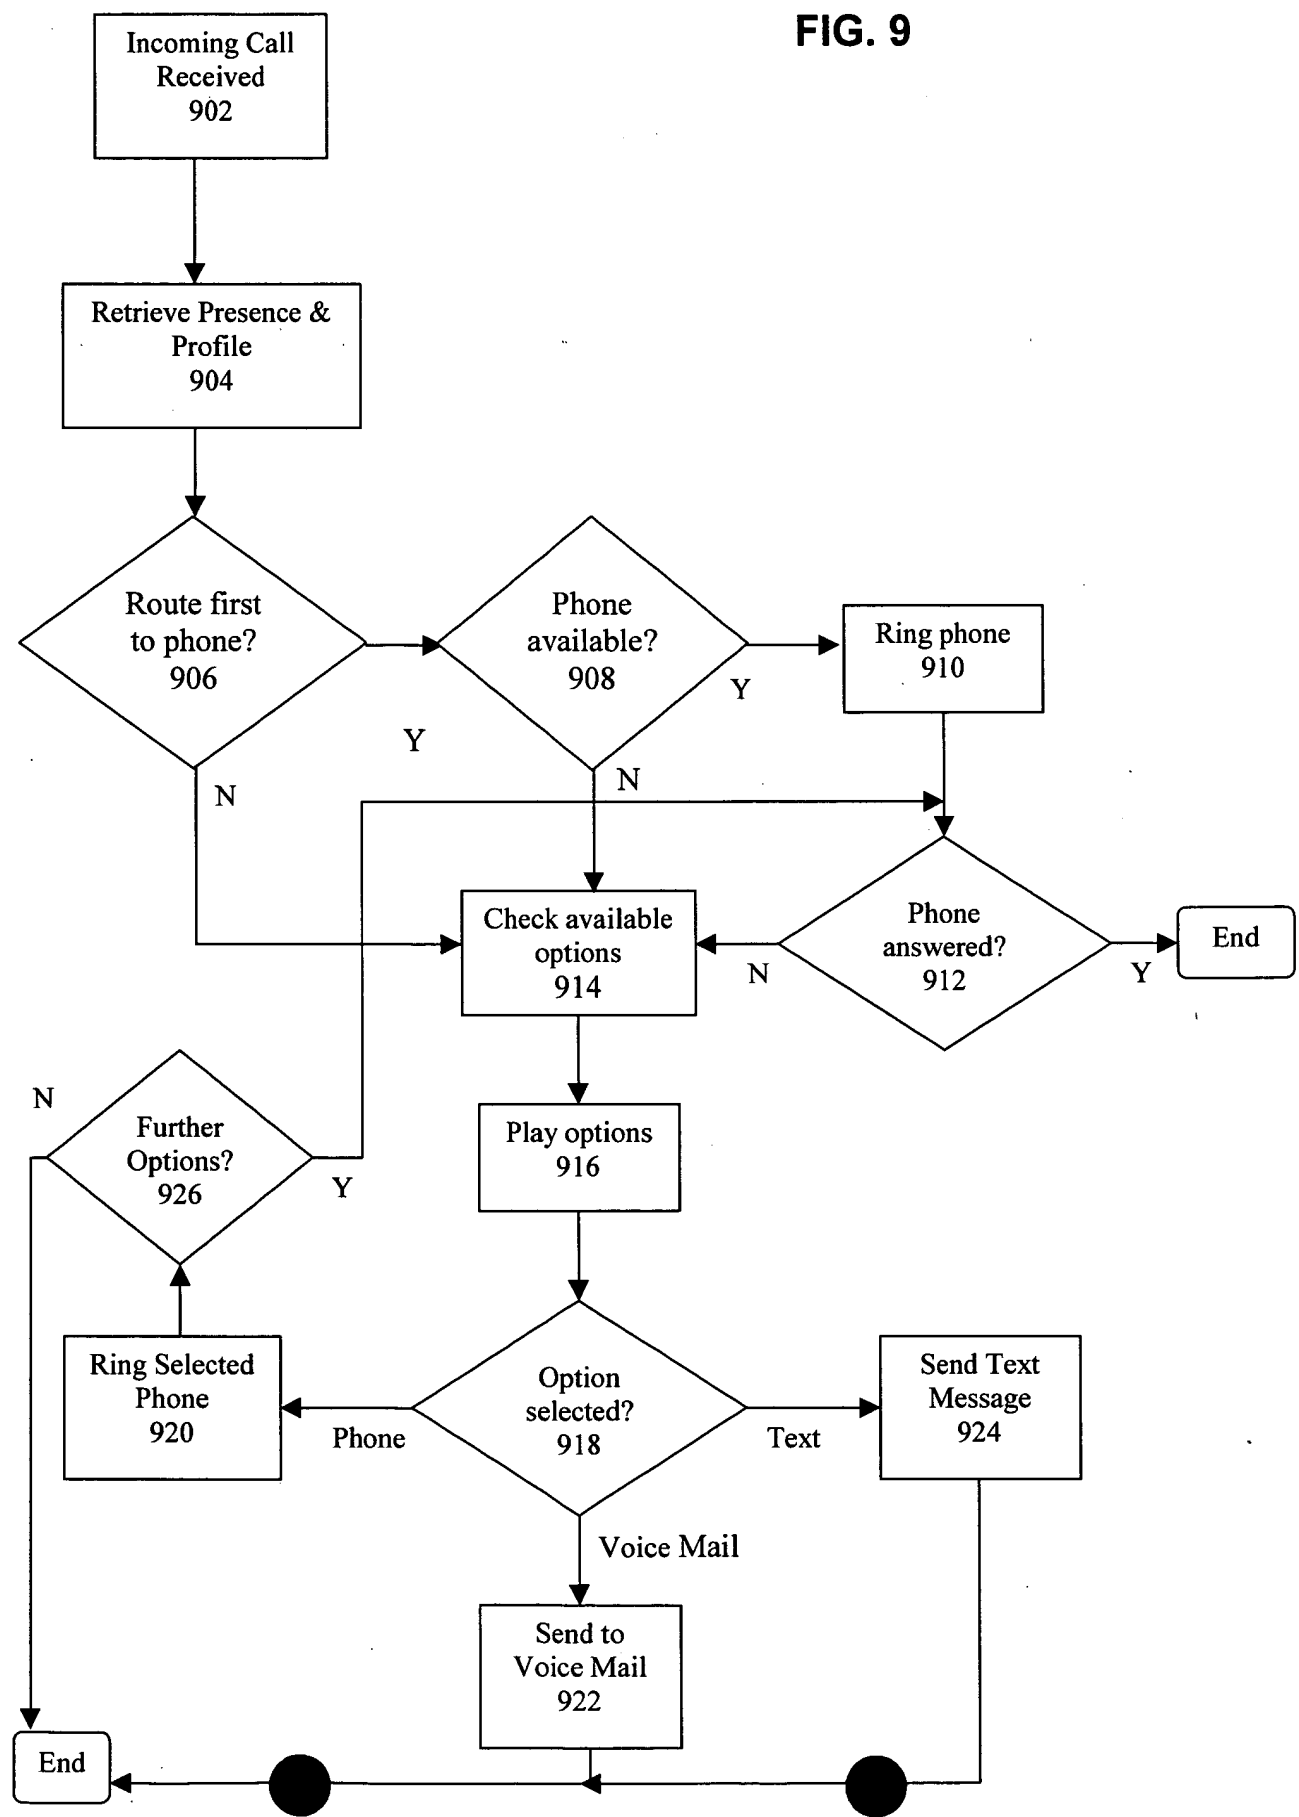 FIG. 9
Incoming Call
Received
902
Retrieve Presence &
Profile
904
Route first
to phone?
906
Y
N
Phone
available?
908
Y
N
Ring phone
910
Phone
answered?
912
N
Y
End
Check available
options
914
Play options
916
Option
selected?
918
Phone
Text
Voice Mail
Ring Selected
Phone
920
Further
Options?
926
N
Y
Send Text
Message
924
Send to
Voice Mail
922
End